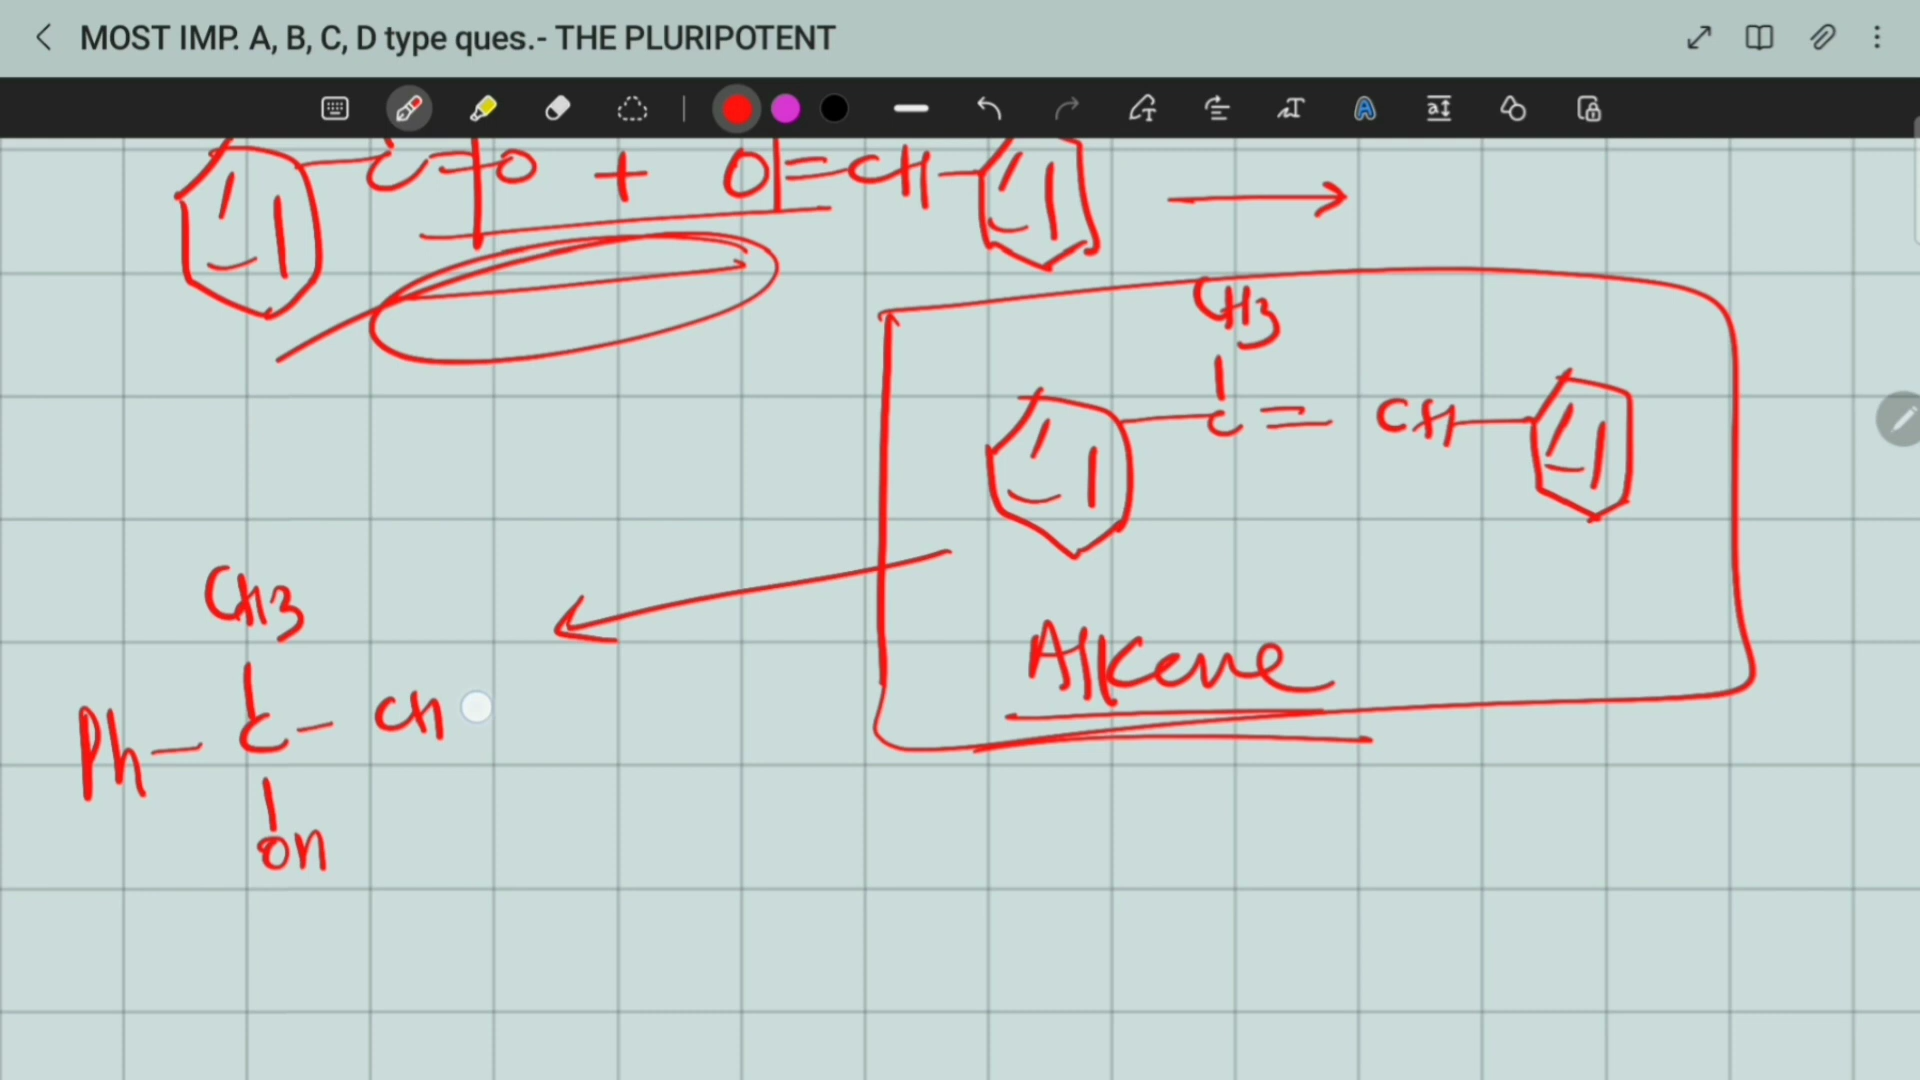 MOST IMP. A, B, C, D type ques.- THE PLURIPOTENT
C=O + O=CH-
CH3
C = CH-
Alkene
CH3
Ph- C - CH
OH